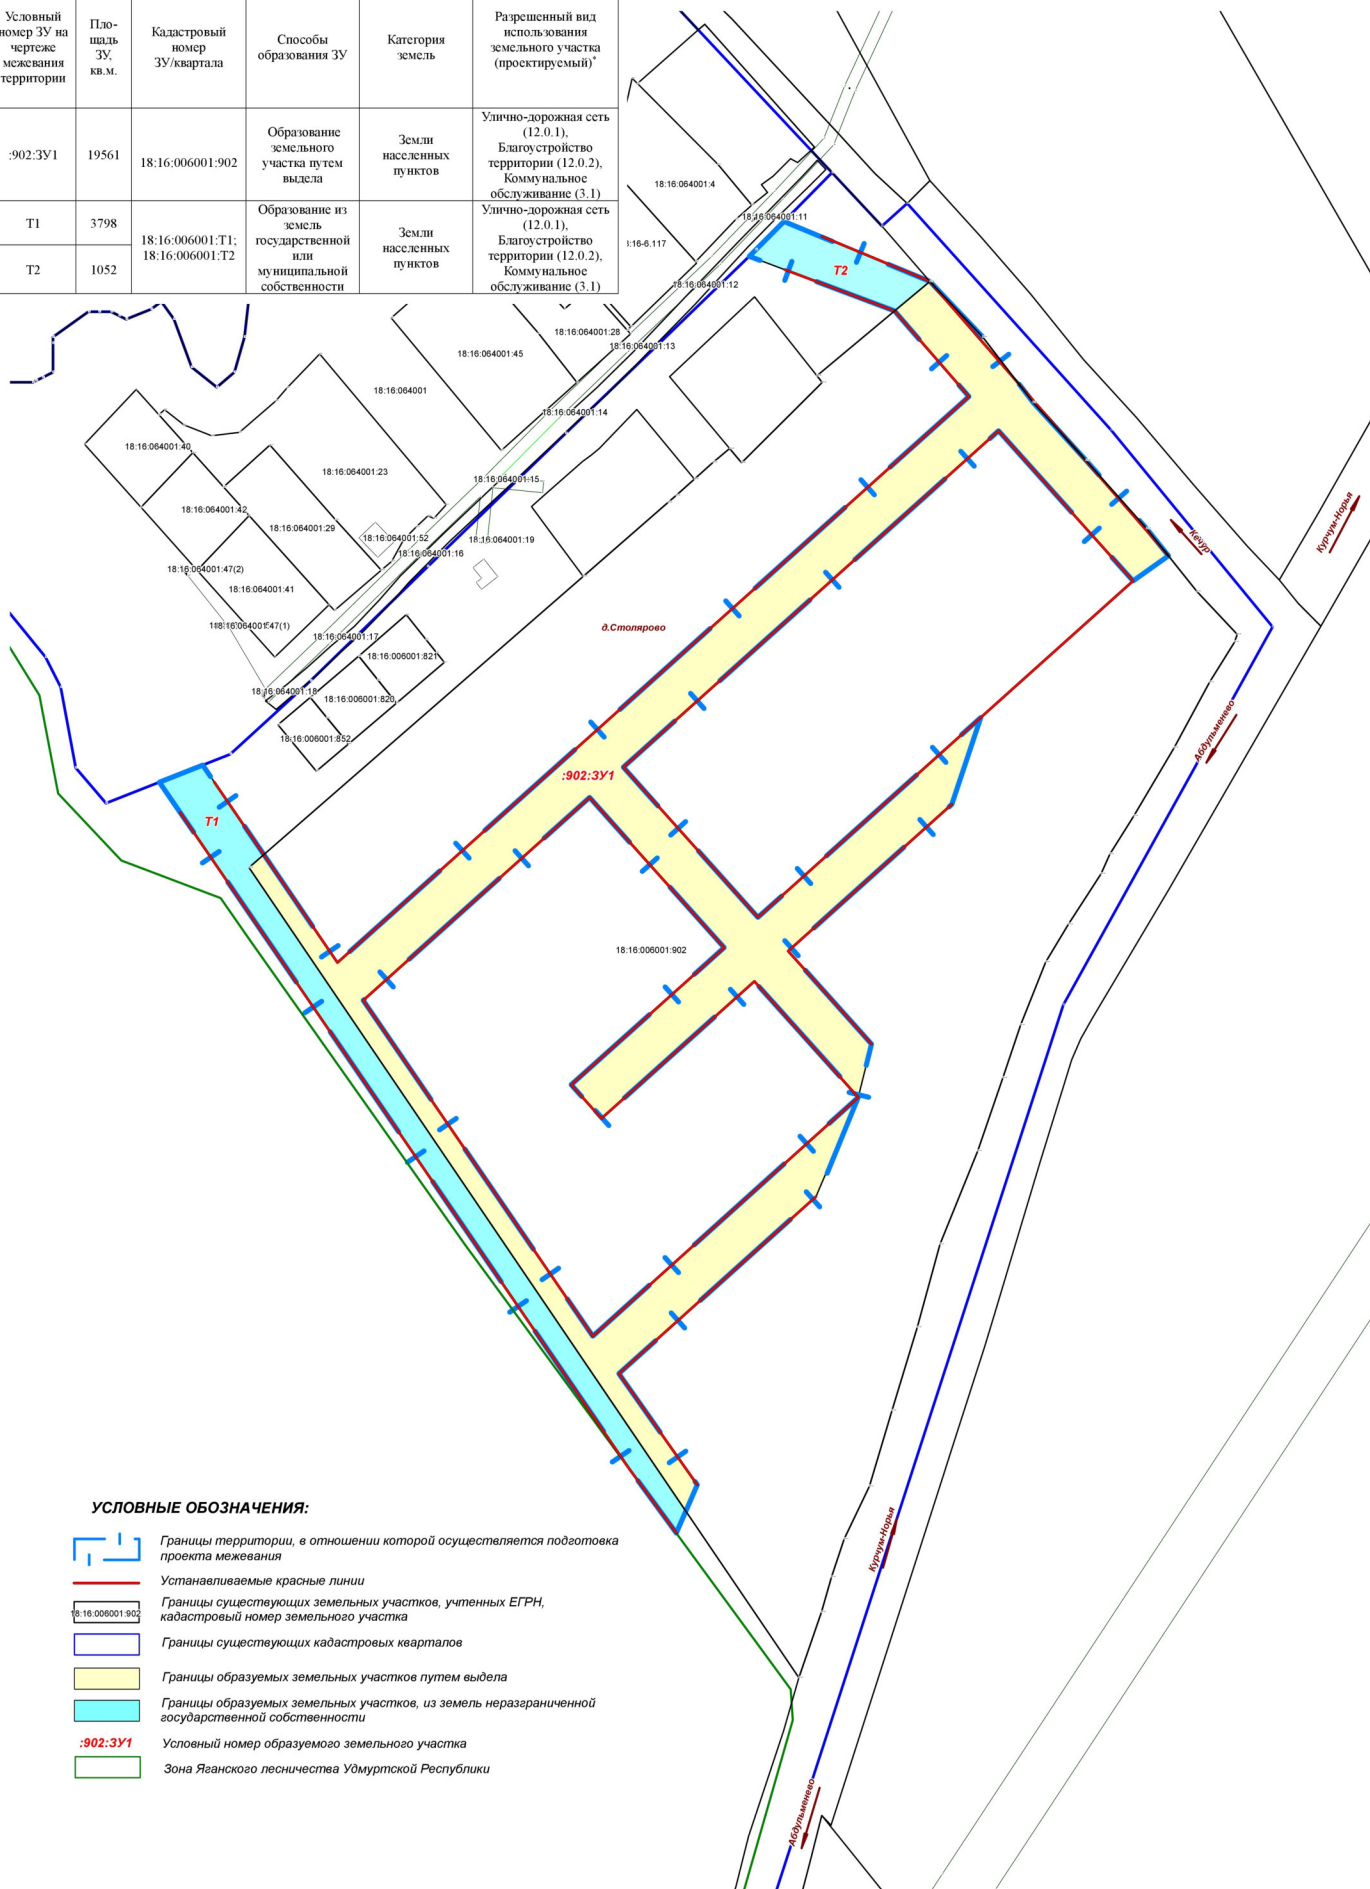 Условный
номер ЗУ на
чертеже
межевания
территории
Пло-
щадь
ЗУ,
кв.м.
Кадастровый
номер
ЗУ/квартала
Способы
образования ЗУ
Категория
земель
Разрешенный вид
использования
земельного участка
(проектируемый)*
:902:ЗУ1
19561
18:16:006001:902
Образование
земельного
участка путем
выдела
Земли
населенных
пунктов
Улично-дорожная сеть
(12.0.1),
Благоустройство
территории (12.0.2),
Коммунальное
обслуживание (3.1)
Т1
3798
Т2
1052
18:16:006001:Т1;
18:16:006001:Т2
Образование из
земель
государственной
или
муниципальной
собственности
Земли
населенных
пунктов
Улично-дорожная сеть
(12.0.1),
Благоустройство
территории (12.0.2),
Коммунальное
обслуживание (3.1)
18:16:064001:4
18:16:064001:11
:16-6.117
18:16:064001:12
Т2
18:16:064001:28
18:16:064001:13
18:16:064001:45
18:16:064001
18:16:064001:14
18:16:064001:40
18:16:064001:23
18:16:064001:15
18:16:064001:42
18:16:064001:29
18:16:064001:52
18:16:064001:19
18:16:064001:16
18:16:064001:47(2)
18:16:064001:41
18:16:064001:17
18:16:006001:821
18:16:064001:18
18:16:006001:820
18:16:006001:852
д.Столярово
Кечур
Курчум-Норья
Абдульменево
:902:ЗУ1
Т1
18:16:006001:902
Курчум-Норья
Абдульменево
УСЛОВНЫЕ ОБОЗНАЧЕНИЯ:
Границы территории, в отношении которой осуществляется подготовка
проекта межевания
Устанавливаемые красные линии
18:16:006001:902
Границы существующих земельных участков, учтенных ЕГРН,
кадастровый номер земельного участка
Границы существующих кадастровых кварталов
Границы образуемых земельных участков путем выдела
Границы образуемых земельных участков, из земель неразграниченной
государственной собственности
:902:ЗУ1
Условный номер образуемого земельного участка
Зона Яганского лесничества Удмуртской Республики